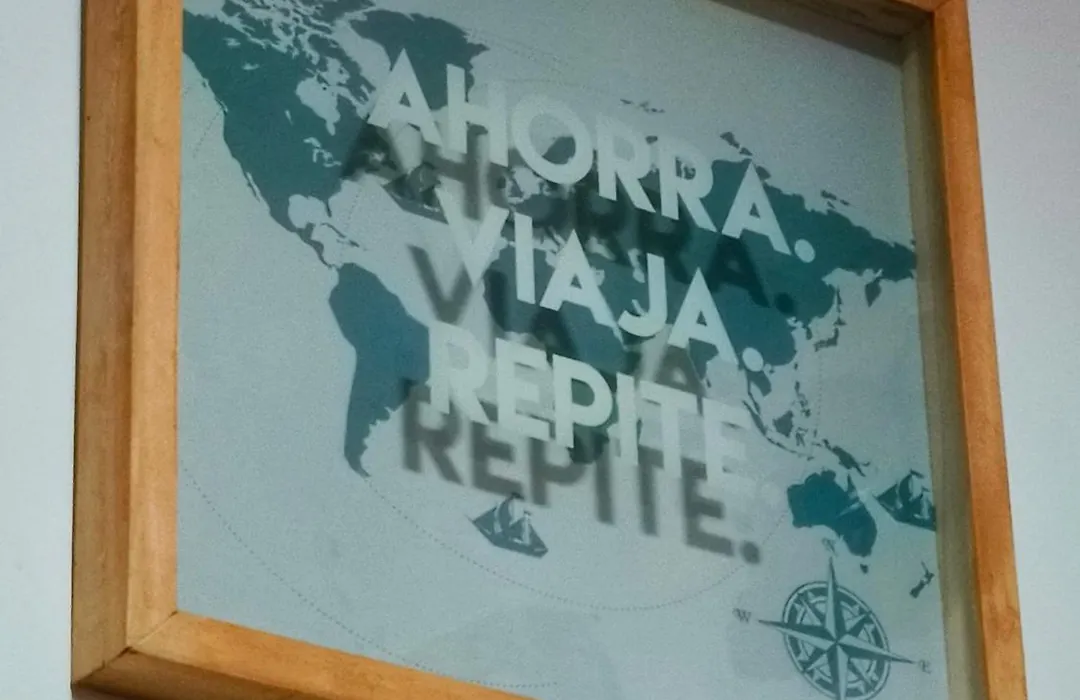 AHORRA.
VIAJA.
REPITE.
N
W
E